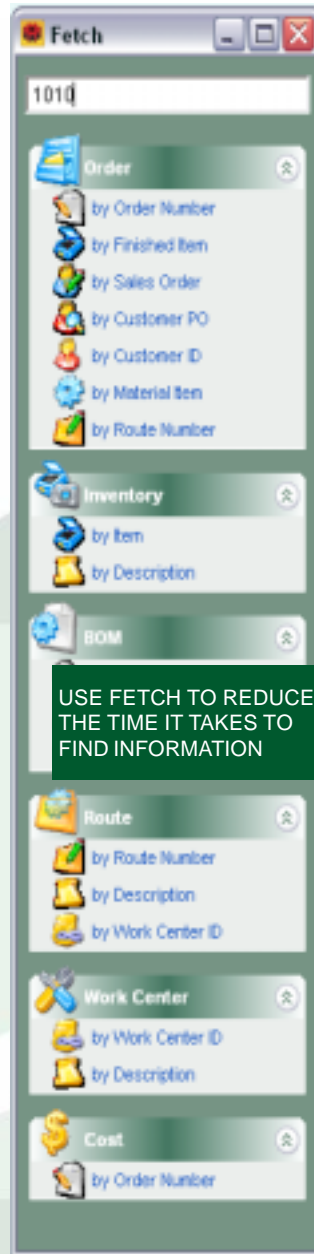 Fetch
1010
Order
by Order Number
by Finished Item
by Sales Order
by Customer PO
by Customer ID
by Material Item
by Route Number
Inventory
by Item
by Description
BOM
USE FETCH TO REDUCE
THE TIME IT TAKES TO
FIND INFORMATION
Route
by Route Number
by Description
by Work Center ID
Work Center
by Work Center ID
by Description
Cost
by Order Number